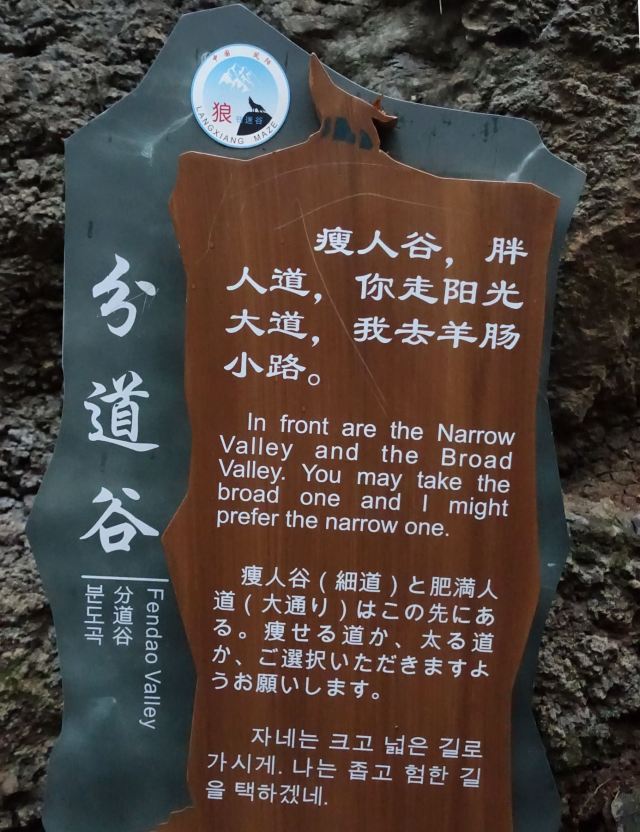 中国 凤阳
狼
巷迷谷
LANGXIANG MAZE
分道谷
Fendao Valley
分道谷
분도곡
瘦人谷，胖
人道，你走阳光
大道，我去羊肠
小路。
In front are the Narrow
Valley and the Broad
Valley. You may take the
broad one and I might
prefer the narrow one.
痩人谷（細道）と肥満人
道（大通り）はこの先にあ
る。痩せる道か、太る道
か、ご選択いただきますよ
うお願いします。
자네는 크고 넓은 길로
가시게. 나는 좁고 험한 길
을 택하겠네.